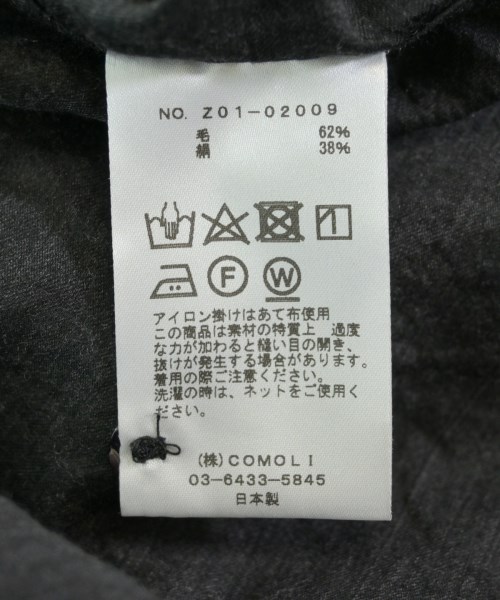 NO. Z01-02009
毛 62%
絹 38%
F W
アイロン掛けはあて布使用
この商品は素材の特質上 過度
な力が加わると縫い目の開き、
抜けが発生する場合があります。
着用の際ご注意ください。
洗濯の時は、ネットをご使用く
ださい。
(株)COMOLI
03-6433-5845
日本製